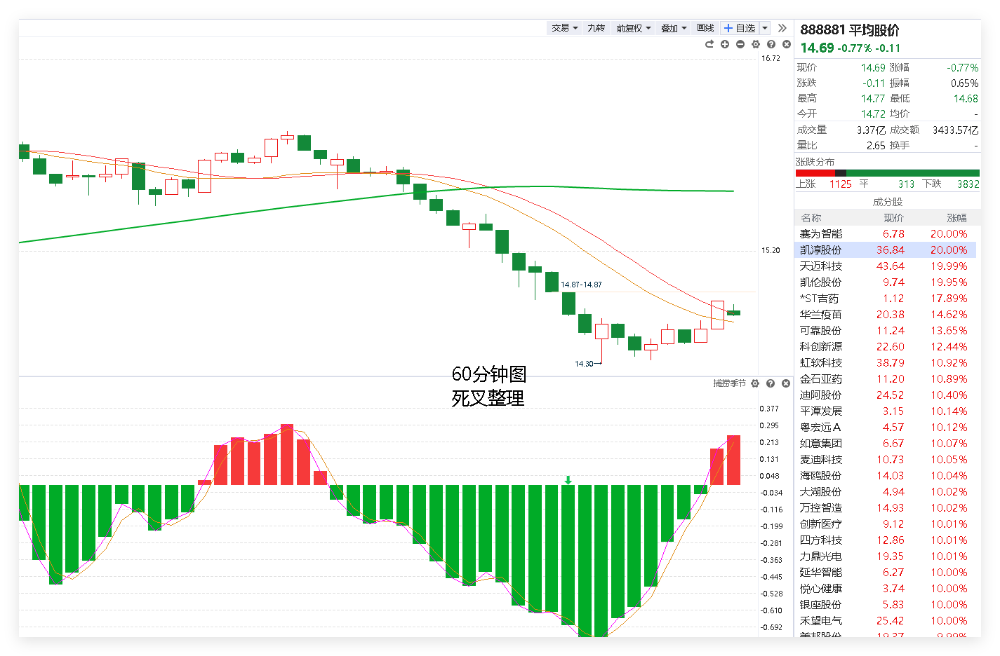 交易 九转 前复权 叠加 画线 自选
888881 平均股价
14.69 -0.77% -0.11
现价 14.69 涨幅 -0.77%
涨跌 -0.11 振幅 0.65%
最高 14.77 最低 14.68
今开 14.72 均价 -
成交量 3.37亿 成交额 3433.57亿
量比 2.65 换手 -
涨跌分布
上涨 1125 平 313 下跌 3832
成分股
名称 现价 涨幅
赛为智能 6.78 20.00%
凯淳股份 36.84 20.00%
天迈科技 43.64 19.99%
凯伦股份 9.74 19.95%
*ST吉药 1.12 17.89%
华兰疫苗 20.38 14.62%
可靠股份 11.24 13.65%
科创新源 22.60 12.44%
虹软科技 38.79 10.92%
金石亚药 11.20 10.89%
迪阿股份 24.52 10.40%
平潭发展 3.15 10.14%
粤宏远A 4.57 10.12%
如意集团 6.67 10.07%
麦迪科技 10.73 10.05%
海鸥股份 14.03 10.04%
大湖股份 4.94 10.02%
万控智造 14.93 10.02%
创新医疗 9.12 10.01%
四方科技 12.86 10.01%
力鼎光电 19.35 10.01%
延华智能 6.27 10.00%
悦心健康 3.74 10.00%
银座股份 5.83 10.00%
禾望电气 25.42 10.00%
16.72
15.20
14.87-14.87
14.30
60分钟图
死叉整理
捕捞季节
0.377
0.295
0.213
0.131
0.048
-0.034
-0.116
-0.199
-0.281
-0.363
-0.445
-0.528
-0.610
-0.692